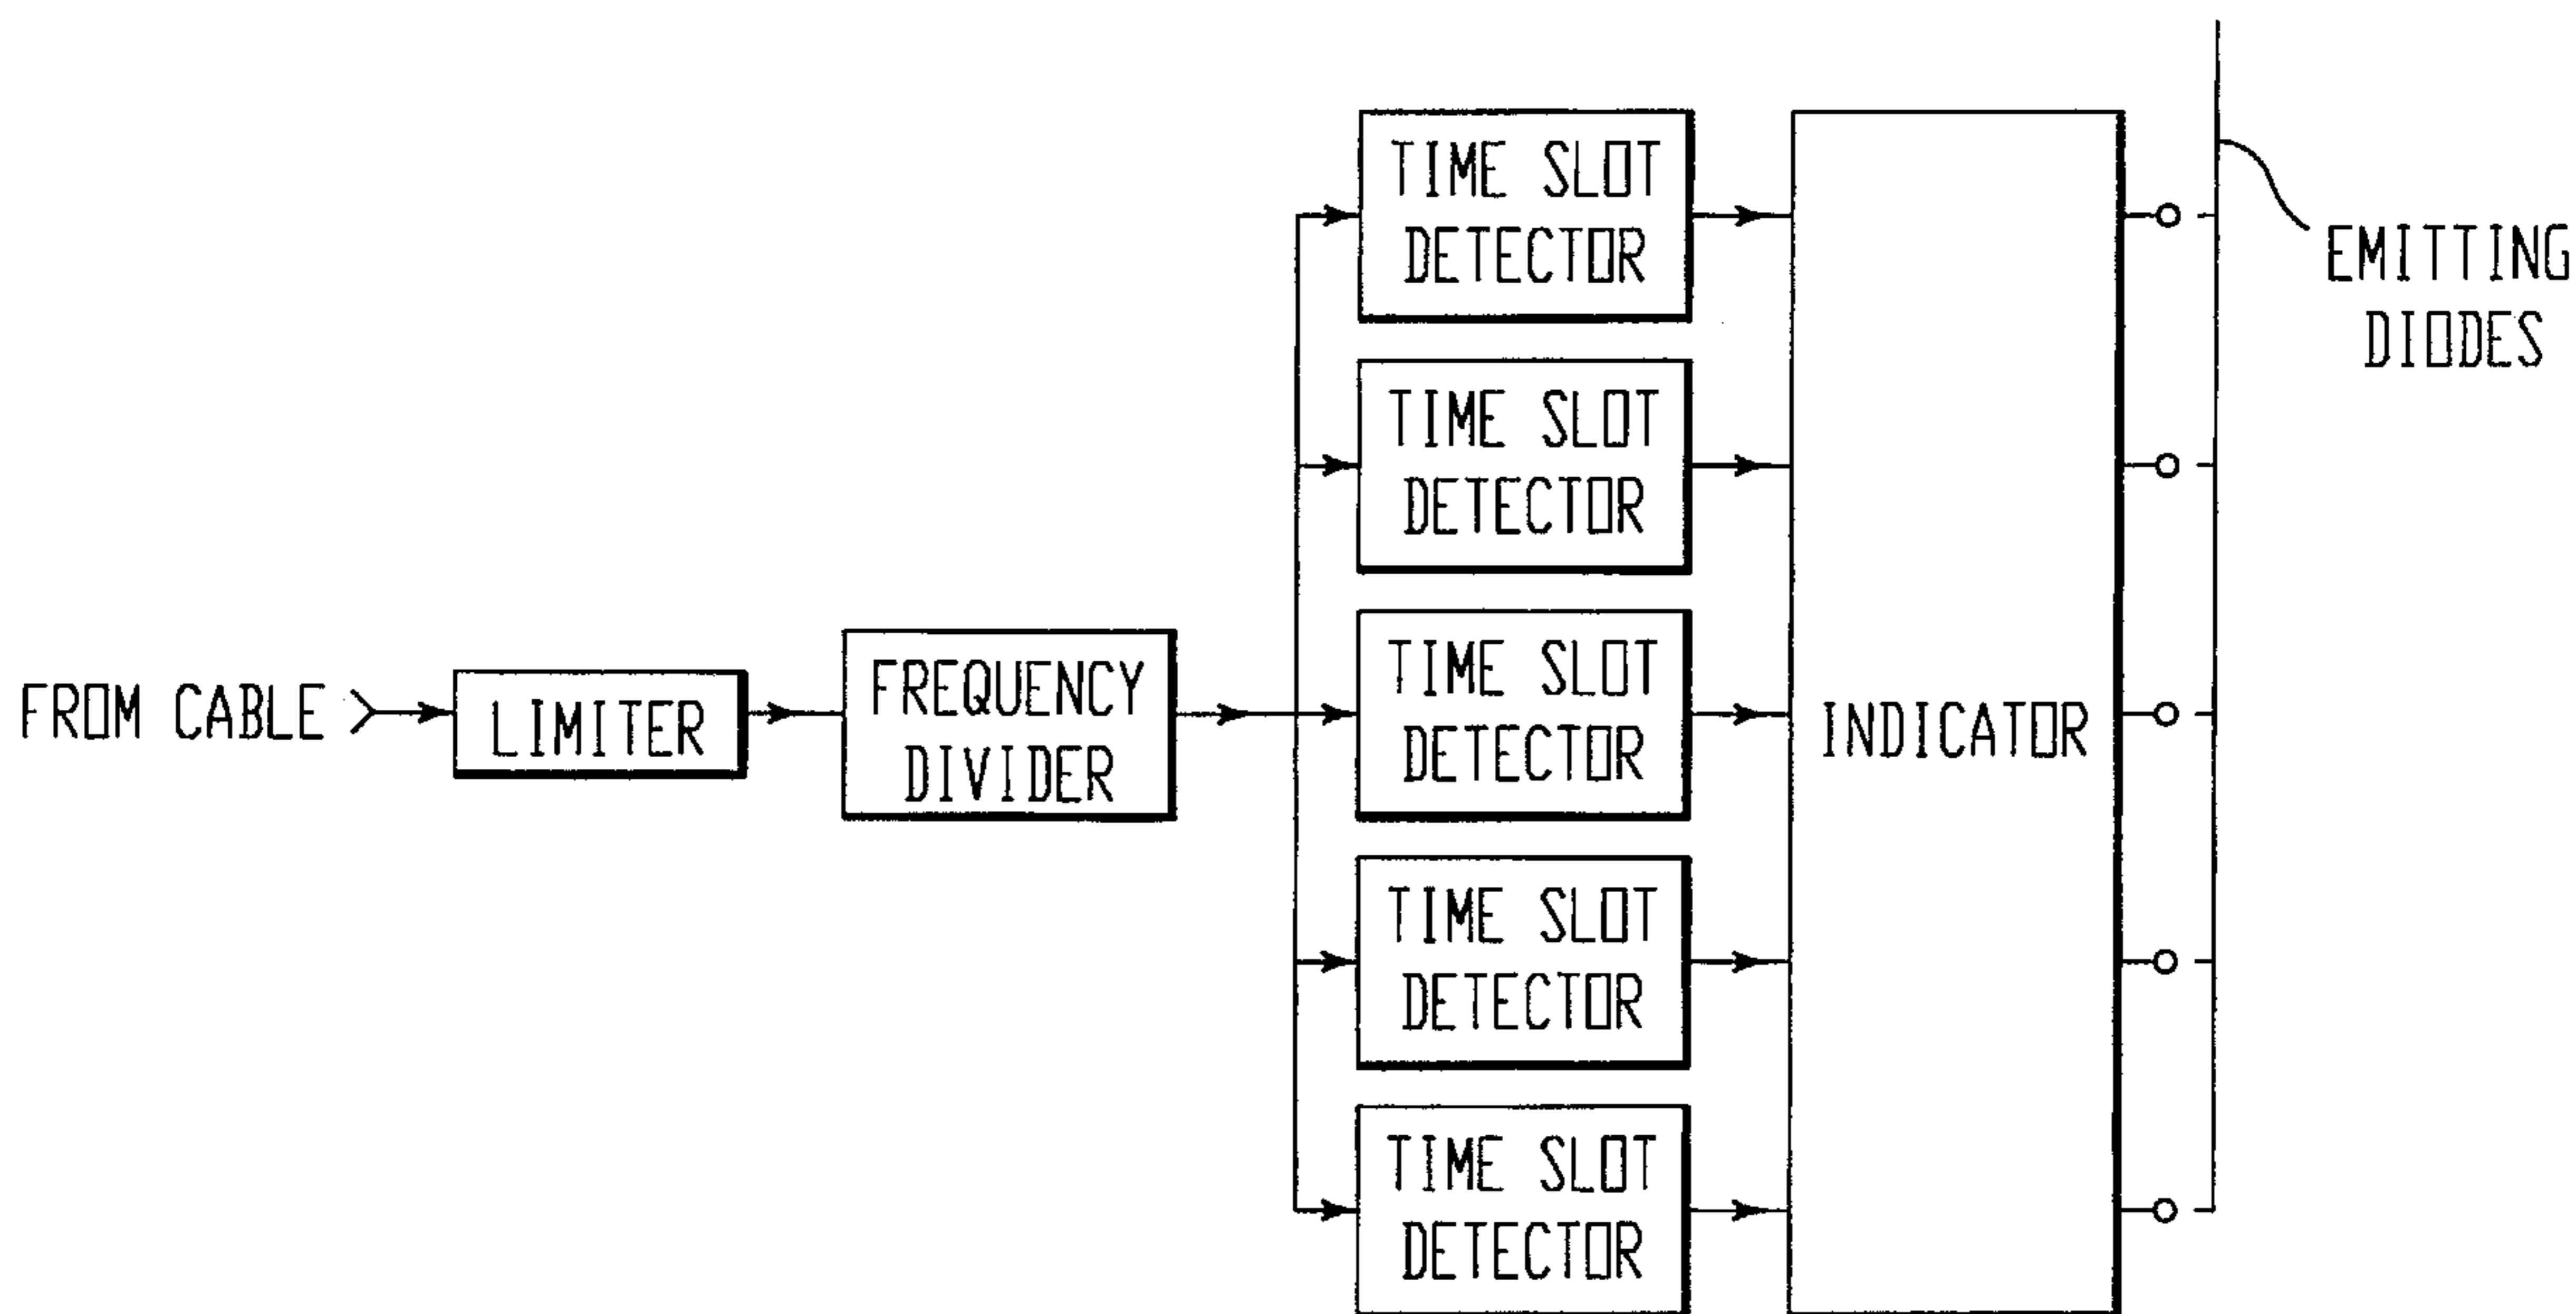 TIME SLOT
DETECTOR
EMITTING
DIODES
TIME SLOT
DETECTOR
FROM CABLE
LIMITER
FREQUENCY
DIVIDER
TIME SLOT
DETECTOR
INDICATOR
TIME SLOT
DETECTOR
TIME SLOT
DETECTOR